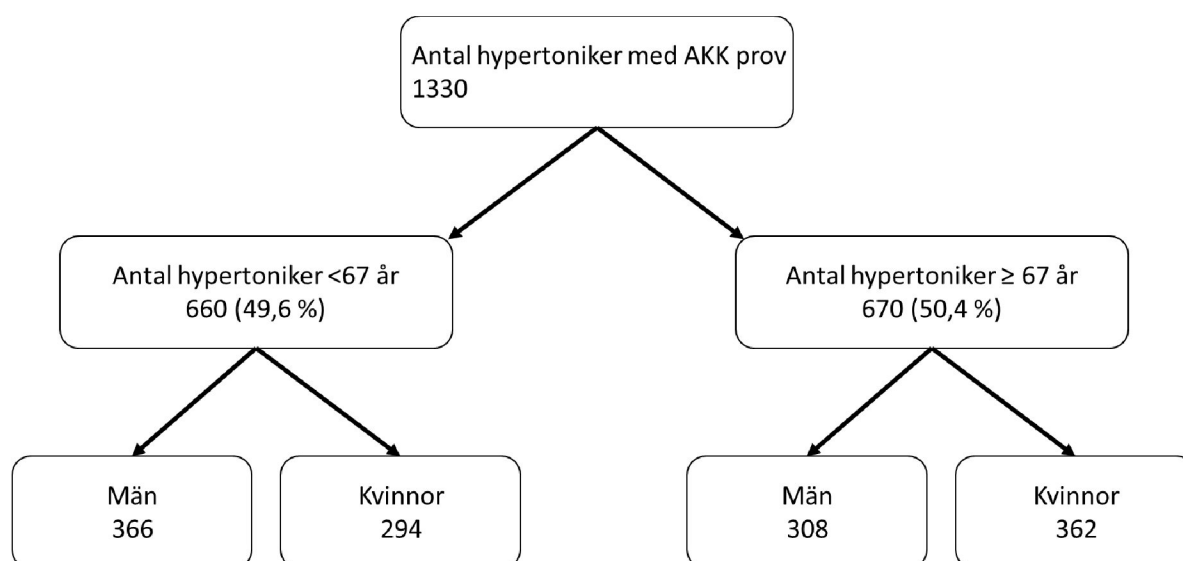 Antal hypertoniker med AKK prov
1330
Antal hypertoniker <67 år
660 (49,6 %)
Antal hypertoniker ≥ 67 år
670 (50,4 %)
Män
366
Kvinnor
294
Män
308
Kvinnor
362